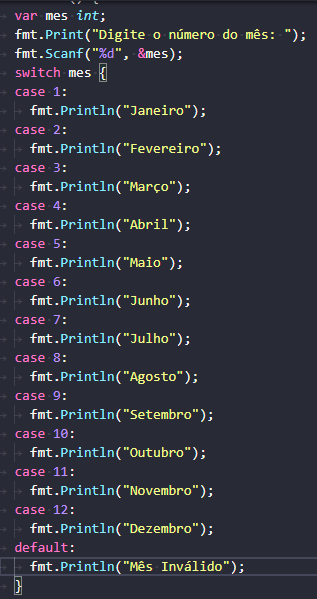 var mes int;
fmt.Print("Digite o número do mês: ");
fmt.Scanf("%d", &mes);
switch mes {
case 1:
fmt.Println("Janeiro");
case 2:
fmt.Println("Fevereiro");
case 3:
fmt.Println("Março");
case 4:
fmt.Println("Abril");
case 5:
fmt.Println("Maio");
case 6:
fmt.Println("Junho");
case 7:
fmt.Println("Julho");
case 8:
fmt.Println("Agosto");
case 9:
fmt.Println("Setembro");
case 10:
fmt.Println("Outubro");
case 11:
fmt.Println("Novembro");
case 12:
fmt.Println("Dezembro");
default:
fmt.Println("Mês Inválido");
}